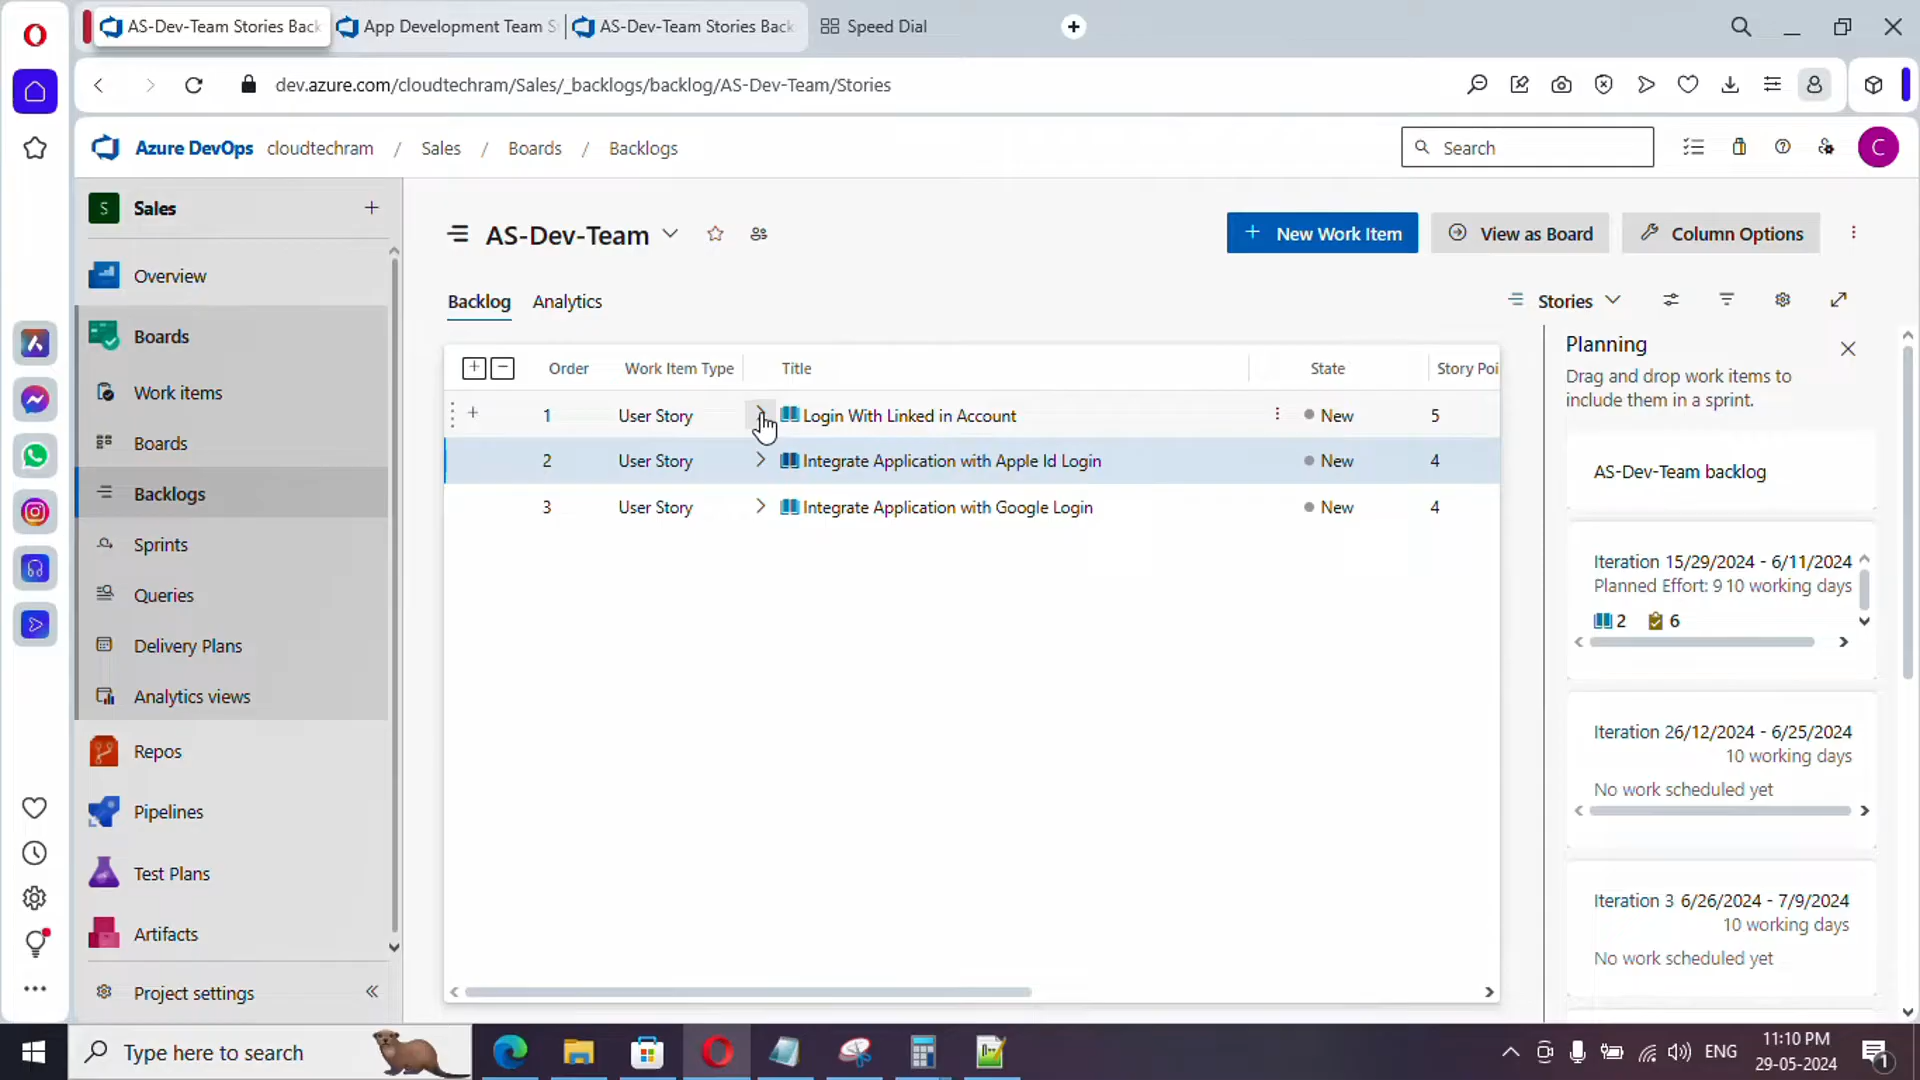 AS-Dev-Team Stories Back
App Development Team S
AS-Dev-Team Stories Back
Speed Dial
dev.azure.com/cloudtechram/Sales/_backlogs/backlog/AS-Dev-Team/Stories
Azure DevOps cloudtechram / Sales / Boards / Backlogs
Search
C
S Sales
Overview
Boards
Work items
Boards
Backlogs
Sprints
Queries
Delivery Plans
Analytics views
Repos
Pipelines
Test Plans
Artifacts
Project settings
AS-Dev-Team
New Work Item
View as Board
Column Options
Backlog Analytics
Stories
Order Work Item Type Title State Story Poi
1 User Story Login With Linked in Account New 5
2 User Story Integrate Application with Apple Id Login New 4
3 User Story Integrate Application with Google Login New 4
Planning
Drag and drop work items to
include them in a sprint.
AS-Dev-Team backlog
Iteration 15/29/2024 - 6/11/2024
Planned Effort: 9 10 working days
2 6
Iteration 26/12/2024 - 6/25/2024
10 working days
No work scheduled yet
Iteration 3 6/26/2024 - 7/9/2024
10 working days
No work scheduled yet
Type here to search
ENG
11:10 PM
29-05-2024
1